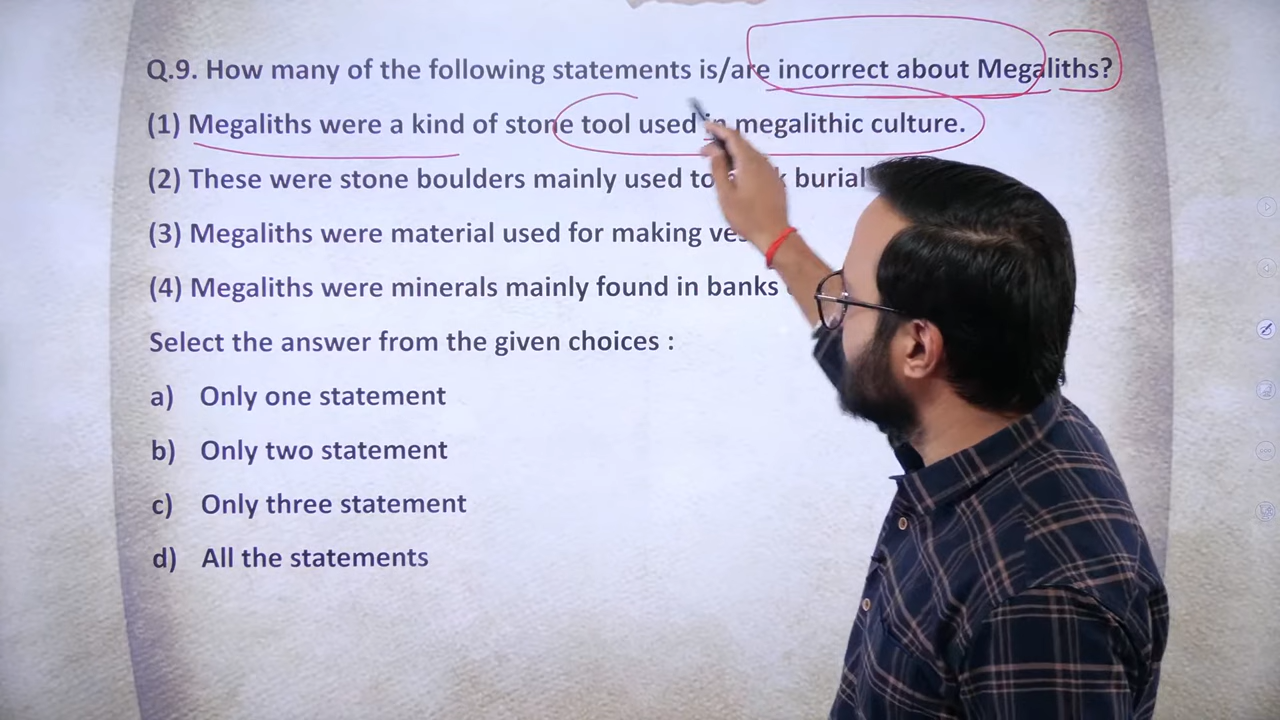 Q.9. How many of the following statements is/are incorrect about Megaliths?
(1) Megaliths were a kind of stone tool used in megalithic culture.
(2) These were stone boulders mainly used to burial
(3) Megaliths were material used for making
(4) Megaliths were minerals mainly found in banks
Select the answer from the given choices :
a) Only one statement
b) Only two statement
c) Only three statement
d) All the statements